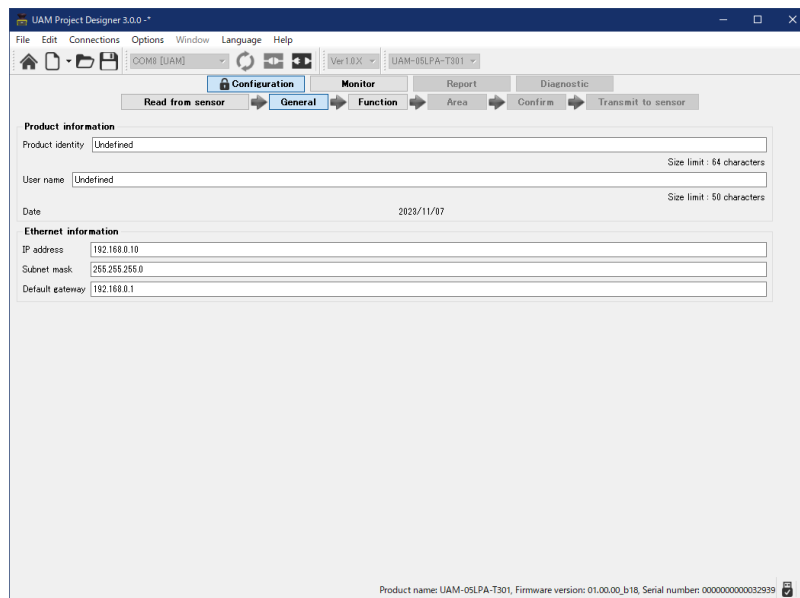 UAM Project Designer 3.0.0 -*
File Edit Connections Options Window Language Help
COM8 [UAM] Ver1.0.X UAM-05LPA-T301
Configuration Monitor Report Diagnostic
Read from sensor General Function Area Confirm Transmit to sensor
Product information
Product identity Undefined
Size limit : 64 characters
User name Undefined
Size limit : 50 characters
Date 2023/11/07
Ethernet information
IP address 192.168.0.10
Subnet mask 255.255.255.0
Default gateway 192.168.0.1
Product name: UAM-05LPA-T301, Firmware version: 01.00.00_b18, Serial number: 0000000000032939